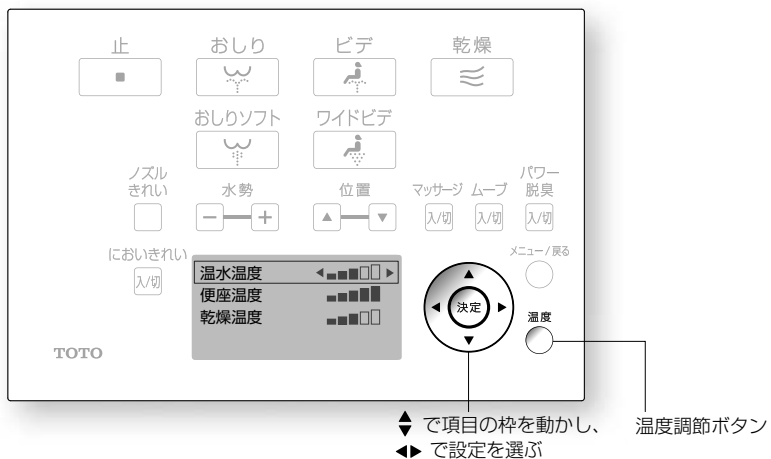 止
おしり
ビデ
乾燥
おしりソフト
ワイドビデ
ノズル
きれい
水勢
位置
マッサージ
ムーブ
パワー
脱臭
入/切
入/切
入/切
においきれい
入/切
メニュー/戻る
温水温度
便座温度
乾燥温度
決定
温度
TOTO
で項目の枠を動かし、
で設定を選ぶ
温度調節ボタン